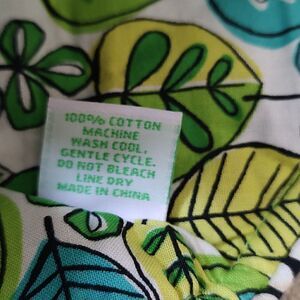 100% COTTON
MACHINE
WASH COOL,
GENTLE CYCLE.
DO NOT BLEACH
LINE DRY
MADE IN CHINA